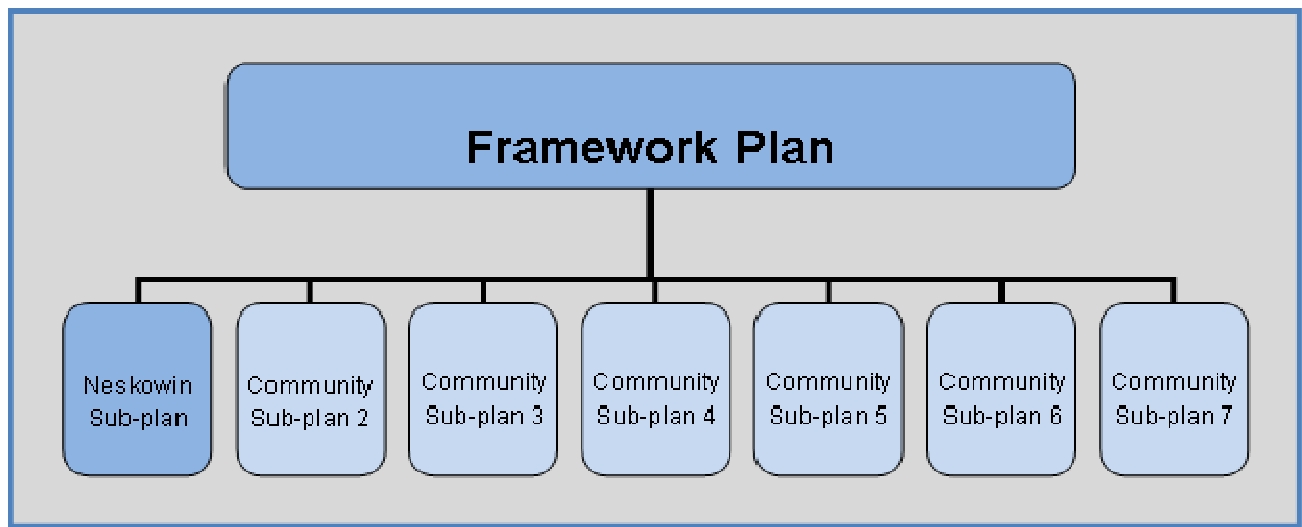 Framework Plan
Neskowin
Sub-plan
Community
Sub-plan 2
Community
Sub-plan 3
Community
Sub-plan 4
Community
Sub-plan 5
Community
Sub-plan 6
Community
Sub-plan 7